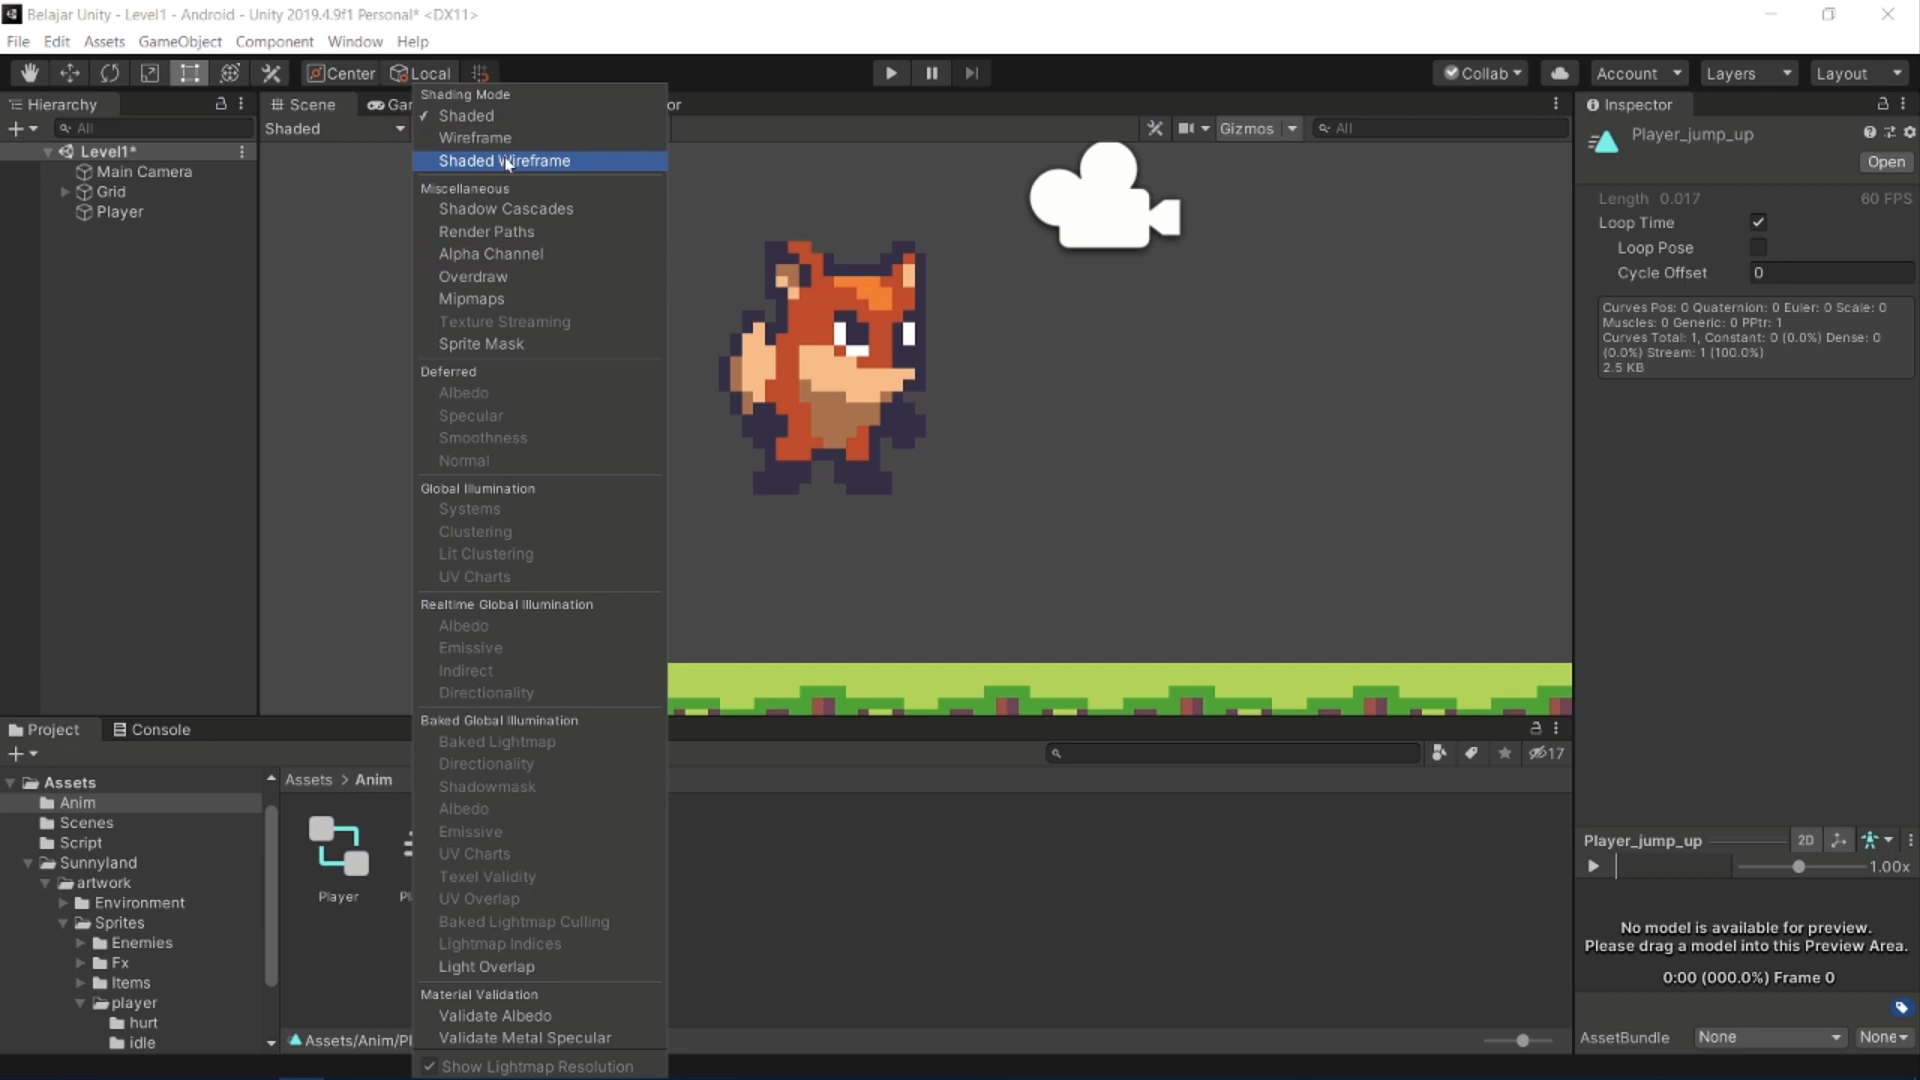 Belajar Unity - Level1 - Android - Unity 2019.4.9f1 Personal* <DX11>
File Edit Assets GameObject Component Window Help
Center Local
Collab Account Layers Layout
Hierarchy
All
Level1*
Main Camera
Grid
Player
Scene
Shaded
Gizmos
All
Shading Mode
Shaded
Wireframe
Shaded Wireframe
Miscellaneous
Shadow Cascades
Render Paths
Alpha Channel
Overdraw
Mipmaps
Texture Streaming
Sprite Mask
Deferred
Albedo
Specular
Smoothness
Normal
Global Illumination
Systems
Clustering
Lit Clustering
UV Charts
Realtime Global Illumination
Albedo
Emissive
Indirect
Directionality
Baked Global Illumination
Baked Lightmap
Directionality
Shadowmask
Albedo
Emissive
UV Charts
Texel Validity
UV Overlap
Baked Lightmap Culling
Lightmap Indices
Light Overlap
Material Validation
Validate Albedo
Validate Metal Specular
Show Lightmap Resolution
Inspector
Player_jump_up
Open
Length 0.017 60 FPS
Loop Time
Loop Pose
Cycle Offset 0
Curves Pos: 0 Quaternion: 0 Euler: 0 Scale: 0
Muscles: 0 Generic: 0 PPtr: 1
Curves Total: 1, Constant: 0 (0.0%) Dense: 0
(0.0%) Stream: 1 (100.0%)
2.5 KB
Project Console
17
Assets
Anim
Scenes
Script
Sunnyland
artwork
Environment
Sprites
Enemies
Fx
Items
player
hurt
idle
Assets > Anim
Player
Assets/Anim/Pl
Player_jump_up
2D
1.00x
No model is available for preview.
Please drag a model into this Preview Area.
0:00 (000.0%) Frame 0
AssetBundle None None